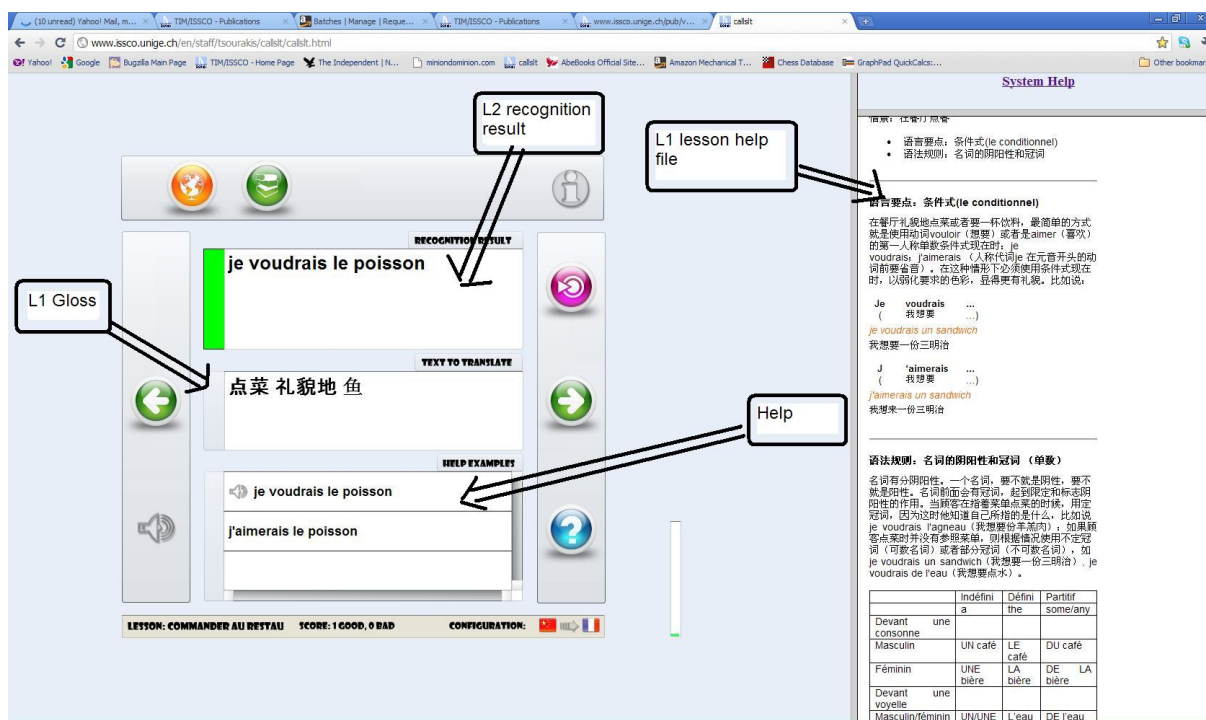 (10 unread) Yahoo! Mail, m...
TIM/ISSCO - Publications
Batches | Manage | Reque...
TIM/ISSCO - Publications
www.issco.unige.ch/pub/v...
callslt
www.issco.unige.ch/en/staff/tsourakis/callslt/callslt.html
Yahoo!
Google
Bugzilla Main Page
TIM/ISSCO - Home Page
The Independent | N...
miniondominion.com
callslt
AbeBooks Official Site...
Amazon Mechanical T...
Chess Database
GraphPad QuickCalcs:...
Other bookmar
L2 recognition
result
RECOGNITION RESULT
je voudrais le poisson
L1 Gloss
TEXT TO TRANSLATE
点菜 礼貌地 鱼
Help
HELP EXAMPLES
je voudrais le poisson
j'aimerais le poisson
LESSON: COMMANDER AU RESTAU
SCORE: 1 GOOD, 0 BAD
CONFIGURATION:
L1 lesson help
file
System Help
• 语言要点：条件式(le conditionnel)
• 语法规则：名词的阴阳性和冠词
语言要点：条件式(le conditionnel)
在餐厅礼貌地点菜或者要一杯饮料，最简单的方式
就是使用动词vouloir（想要）或者是aimer（喜欢）
的第一人称单数条件式现在时：je
voudrais；j'aimerais （人称代词je 在元音开头的动
词前要省音）。在这种情形下必须使用条件式现在
时，以弱化要求的色彩，显得更有礼貌。比如说：
Je voudrais ...
( 我想要 ...)
je voudrais un sandwich
我想要一份三明治
J 'aimerais ...
( 我想要 ...)
j'aimerais un sandwich
我想来一份三明治
语法规则：名词的阴阳性和冠词 （单数）
名词有分阴阳性。一个名词，要不就是阴性，要不
就是阳性。名词前面会有冠词，起到限定和标志阴
阳性的作用。当顾客在指着菜单点菜的时候，用定
冠词，因为这时他知道自己所指的是什么，比如说
je voudrais l'agneau（我想要份羊羔肉）；如果顾
客点菜时并没有参照菜单，则根据情况使用不定冠
词（可数名词）或者部分冠词（不可数名词），如
je voudrais un sandwich（我想要一份三明治）, je
voudrais de l'eau（我想要点水）。
Indéfini Défini Partitif
a the some/any
Devant une
consonne
Masculin UN café LE café DU café
Féminin UNE bière LA bière DE LA bière
Devant une
voyelle
Masculin/féminin UN/UNE L'eau DE l'eau